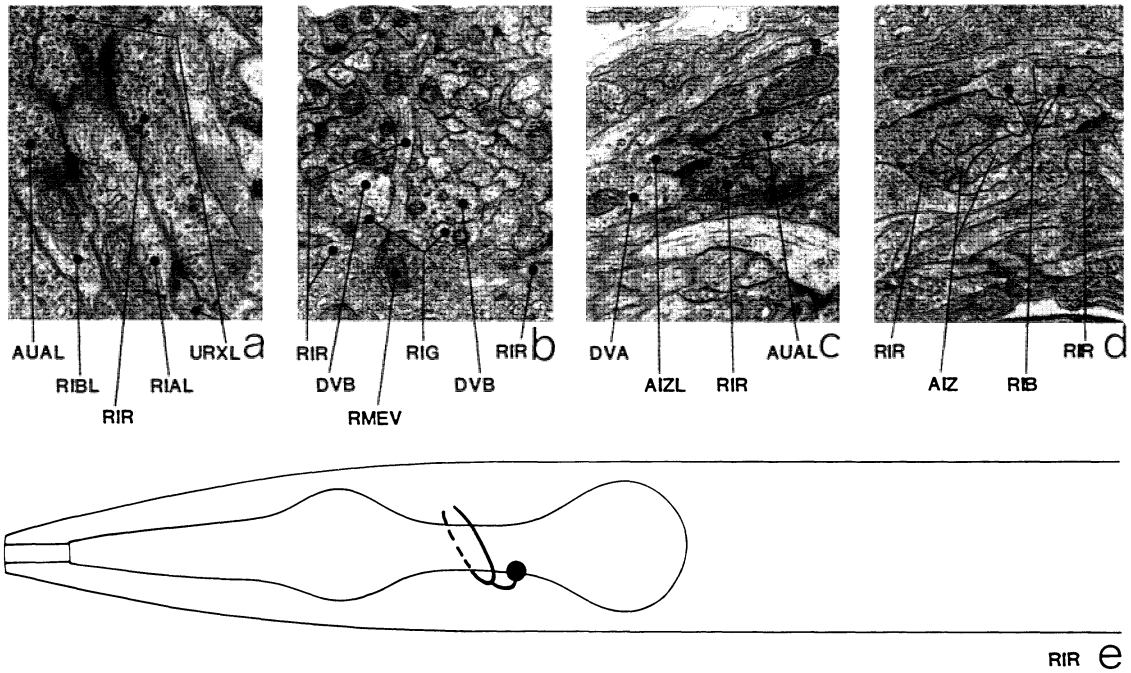 AUAL
URXL
a
RIBL
RIAL
RIR
RIR
RIG
RIR
b
DVB
DVB
RMEV
DVA
AUAL
c
AIZL
RIR
RIR
RIR
d
AIZ
RIB
RIR e